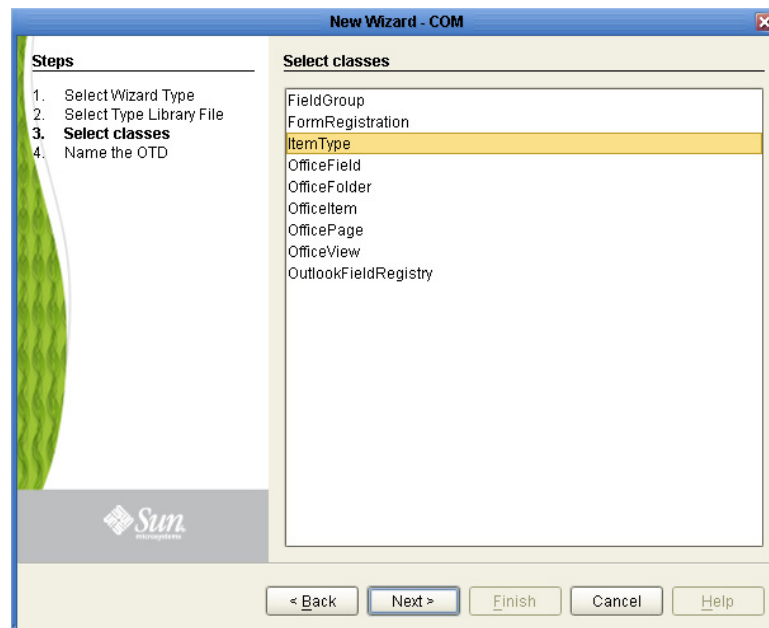 New Wizard - COM
Steps
1. Select Wizard Type
2. Select Type Library File
3. Select classes
4. Name the OTD
Select classes
FieldGroup
FormRegistration
ItemType
OfficeField
OfficeFolder
OfficeItem
OfficePage
OfficeView
OutlookFieldRegistry
Sun
microsystems
< Back
Next >
Finish
Cancel
Help